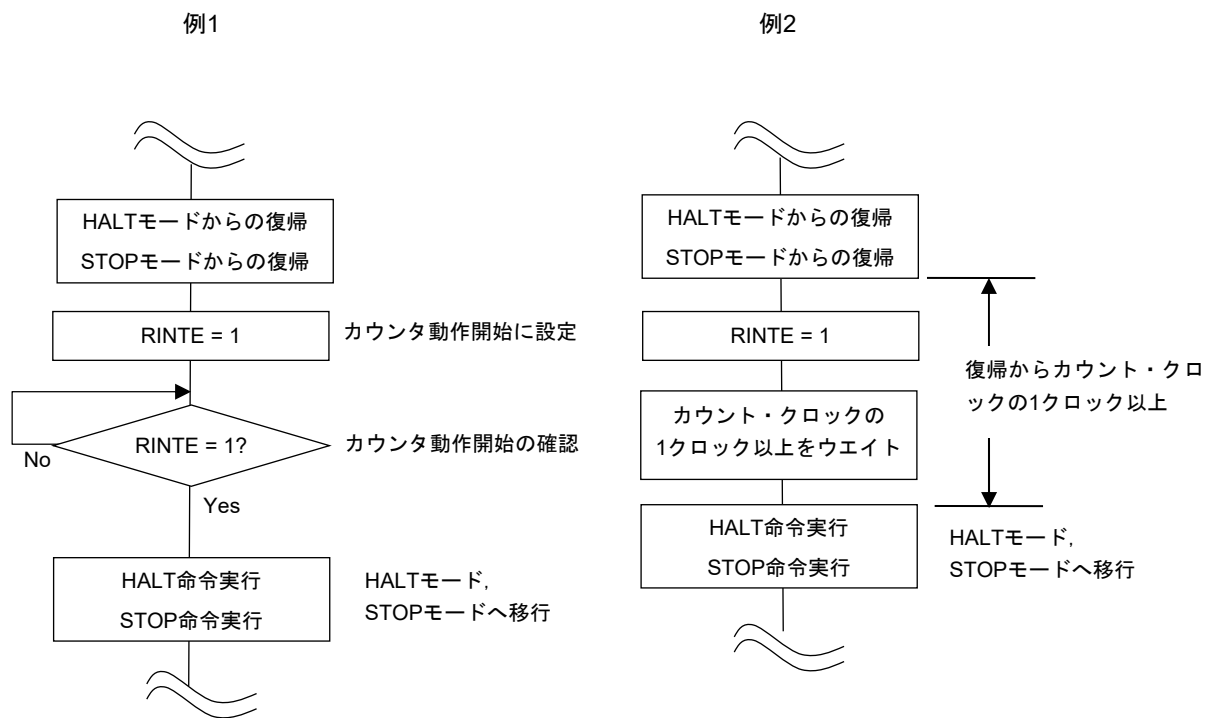 例1
HALTモードからの復帰
STOPモードからの復帰
RINTE = 1
カウンタ動作開始に設定
RINTE = 1?
カウンタ動作開始の確認
No
Yes
HALT命令実行
STOP命令実行
HALTモード,
STOPモードへ移行
例2
HALTモードからの復帰
STOPモードからの復帰
RINTE = 1
カウント・クロックの
1クロック以上をウエイト
復帰からカウント・クロ
ックの1クロック以上
HALT命令実行
STOP命令実行
HALTモード,
STOPモードへ移行